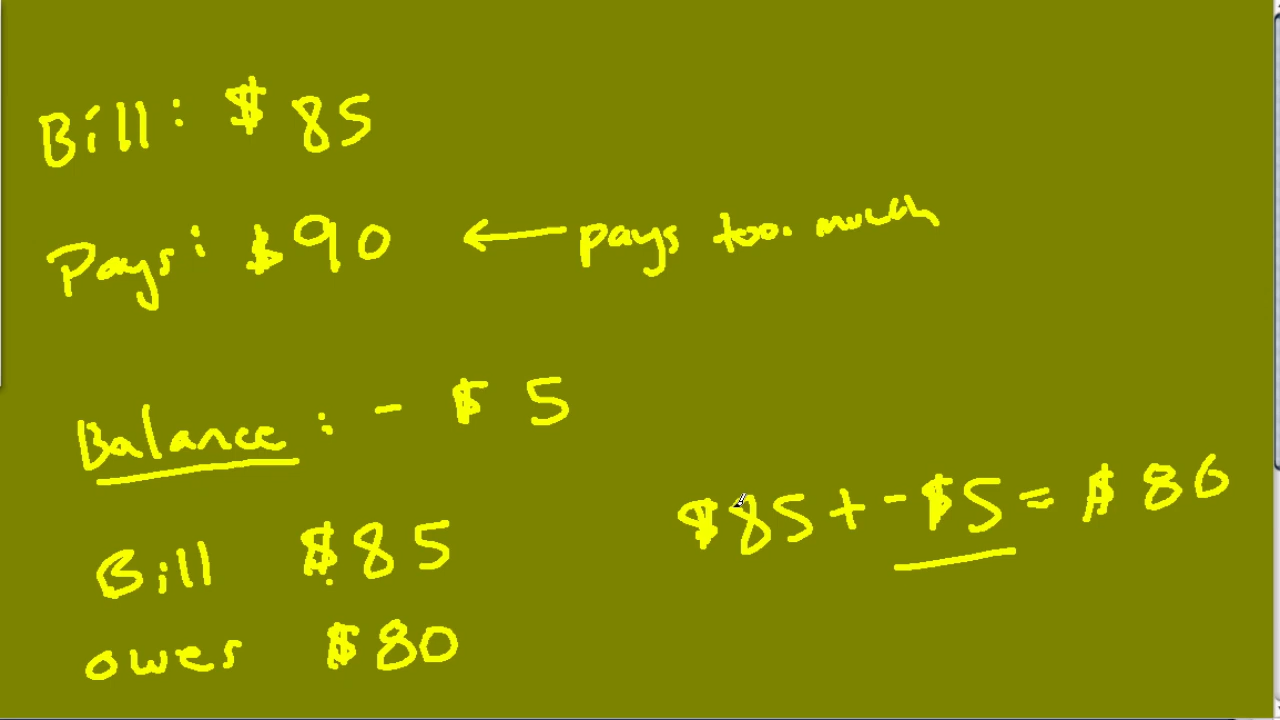 Bill: $85
Pays: $90 ← pays too. much
Balance: - $5
$85 + -$5 = $80
Bill $85
owes $80